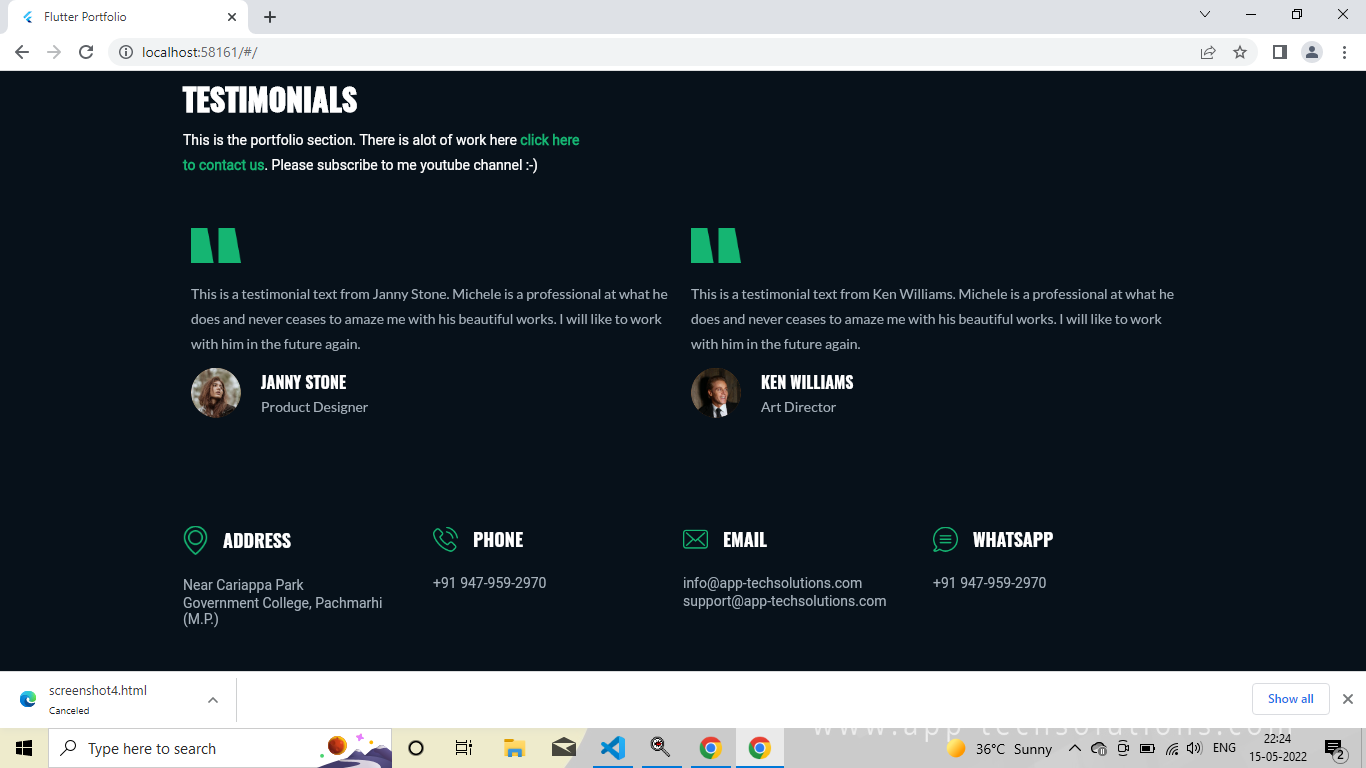 Flutter Portfolio
localhost:58161/#/
TESTIMONIALS
This is the portfolio section. There is alot of work here click here
to contact us. Please subscribe to me youtube channel :-)
This is a testimonial text from Janny Stone. Michele is a professional at what he
does and never ceases to amaze me with his beautiful works. I will like to work
with him in the future again.
JANNY STONE
Product Designer
This is a testimonial text from Ken Williams. Michele is a professional at what he
does and never ceases to amaze me with his beautiful works. I will like to work
with him in the future again.
KEN WILLIAMS
Art Director
ADDRESS
Near Cariappa Park
Government College, Pachmarhi
(M.P.)
PHONE
+91 947-959-2970
EMAIL
info@app-techsolutions.com
support@app-techsolutions.com
WHATSAPP
+91 947-959-2970
screenshot4.html
Canceled
Show all
www.app-techsolutions.com
Type here to search
36°C Sunny
ENG
22:24
15-05-2022
2